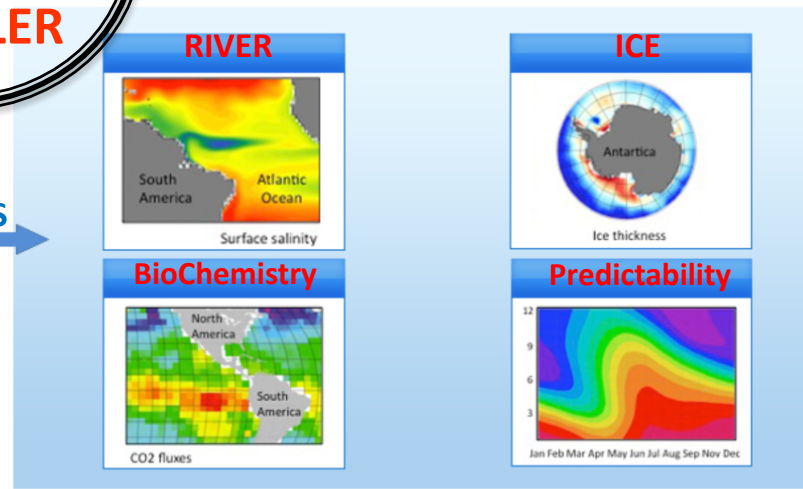 LER
RIVER
South
America
Atlantic
Ocean
Surface salinity
ICE
Antartica
Ice thickness
S
BioChemistry
North
America
South
America
CO2 fluxes
Predictability
12
9
6
3
Jan Feb Mar Apr May Jun Jul Aug Sep Nov Dec